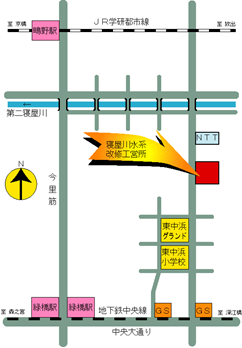 JR学研都市線
至 京橋
至 放出
鴫野駅
第二寝屋川
寝屋川水系
改修工営所
NTT
N
今里筋
東中浜
グランド
東中浜
小学校
緑橋駅
緑橋駅
地下鉄中央線
GS
GS
至 森之宮
至 深江橋
中央大通り